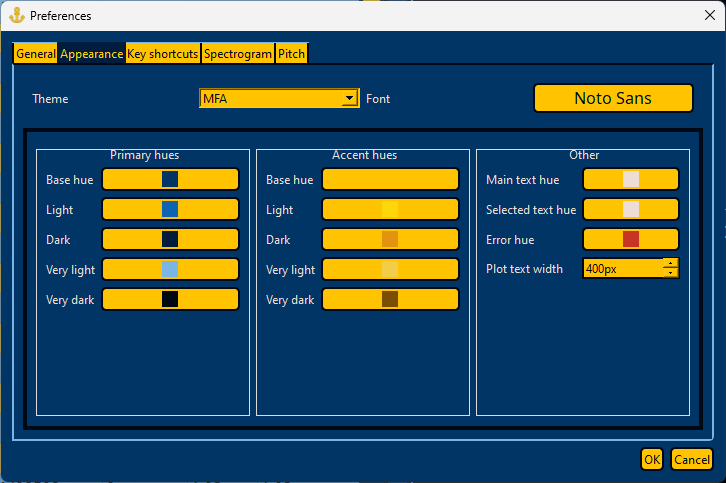 Preferences
General Appearance Key shortcuts Spectrogram Pitch
Theme MFA Font Noto Sans
Primary hues Accent hues Other
Base hue Base hue Main text hue
Light Light Selected text hue
Dark Dark Error hue
Very light Very light Plot text width 400px
Very dark Very dark
OK Cancel